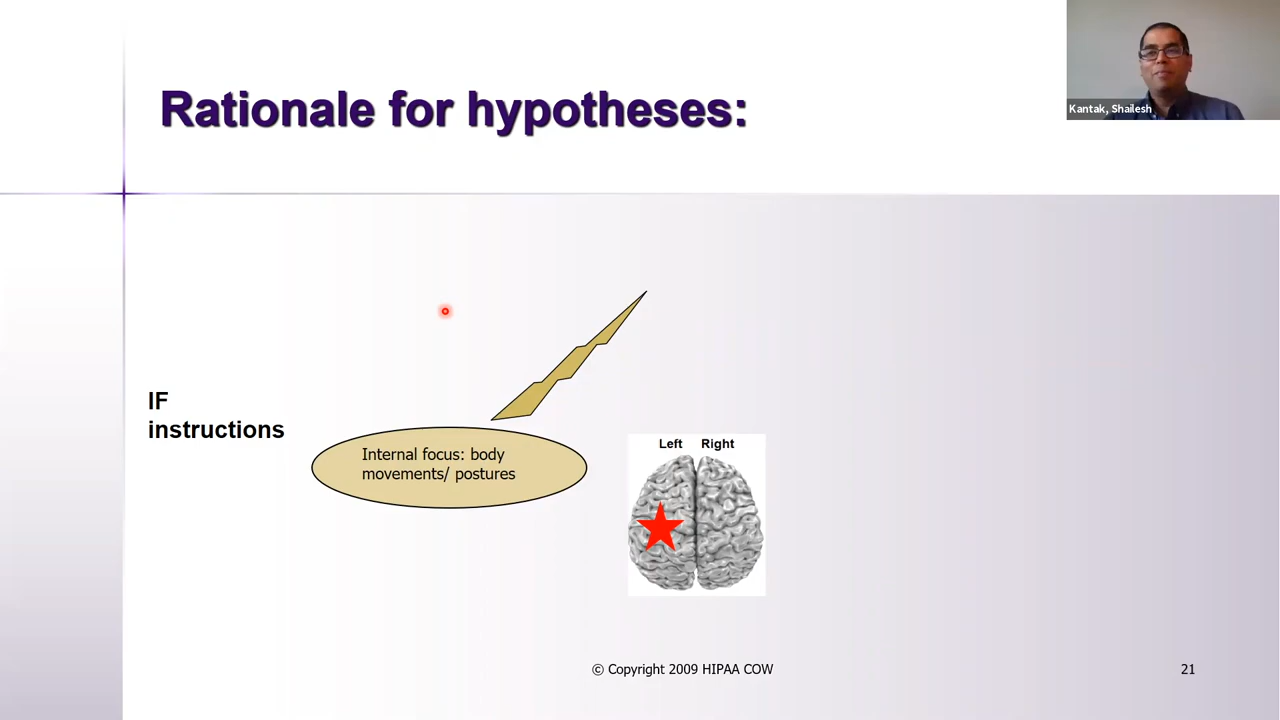 Rationale for hypotheses:
Kantak, Shailesh
IF
instructions
Internal focus: body
movements/ postures
Left Right
© Copyright 2009 HIPAA COW
21